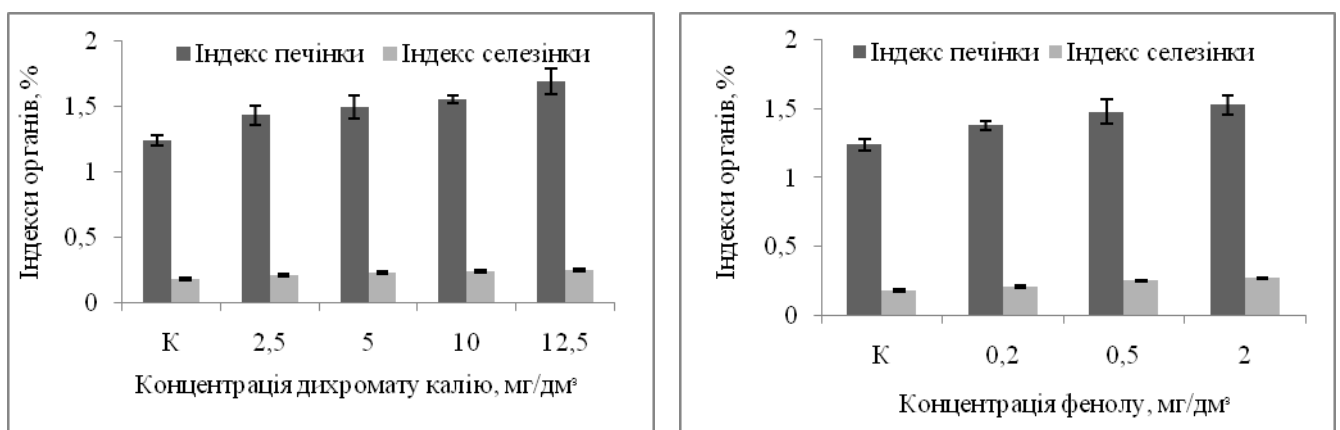 2
Індекс печінки Індекс селезінки
1,5
1
0,5
0
Індекси органів, %
К 2,5 5 10 12,5
Концентрація дихромату калію, мг/дм³
2
Індекс печінки Індекс селезінки
1,5
1
0,5
0
Індекси органів, %
К 0,2 0,5 2
Концентрація фенолу, мг/дм³